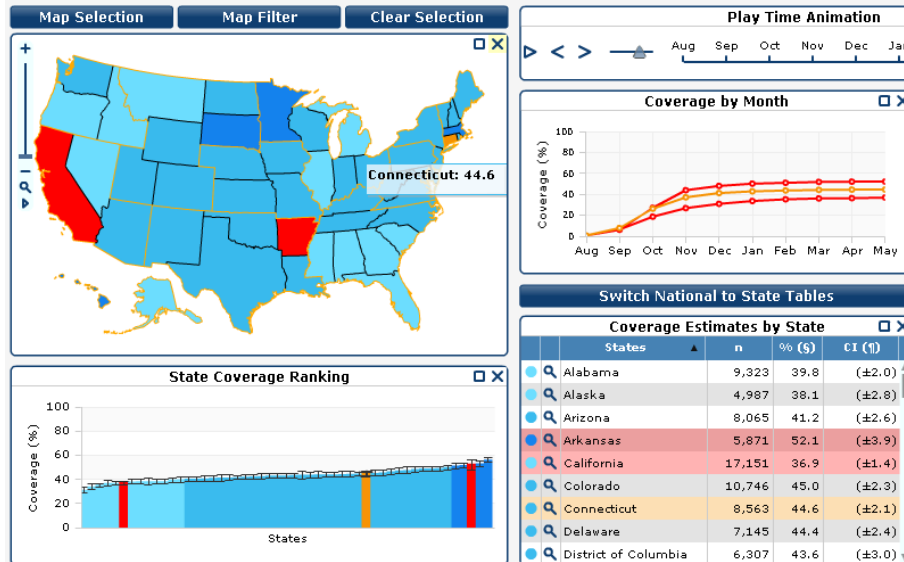 Map Selection
Map Filter
Clear Selection
Connecticut: 44.6
Play Time Animation
Aug Sep Oct Nov Dec Jan
Coverage by Month
Coverage (%)
100
80
60
40
20
0
Aug Sep Oct Nov Dec Jan Feb Mar Apr May
State Coverage Ranking
Coverage (%)
100
80
60
40
20
0
States
Switch National to State Tables
Coverage Estimates by State
States n % (§) CI (¶)
Alabama 9,323 39.8 (±2.0)
Alaska 4,987 38.1 (±2.8)
Arizona 8,065 41.2 (±2.6)
Arkansas 5,871 52.1 (±3.9)
California 17,151 36.9 (±1.4)
Colorado 10,746 45.0 (±2.3)
Connecticut 8,563 44.6 (±2.1)
Delaware 7,145 44.4 (±2.4)
District of Columbia 6,307 43.6 (±3.0)